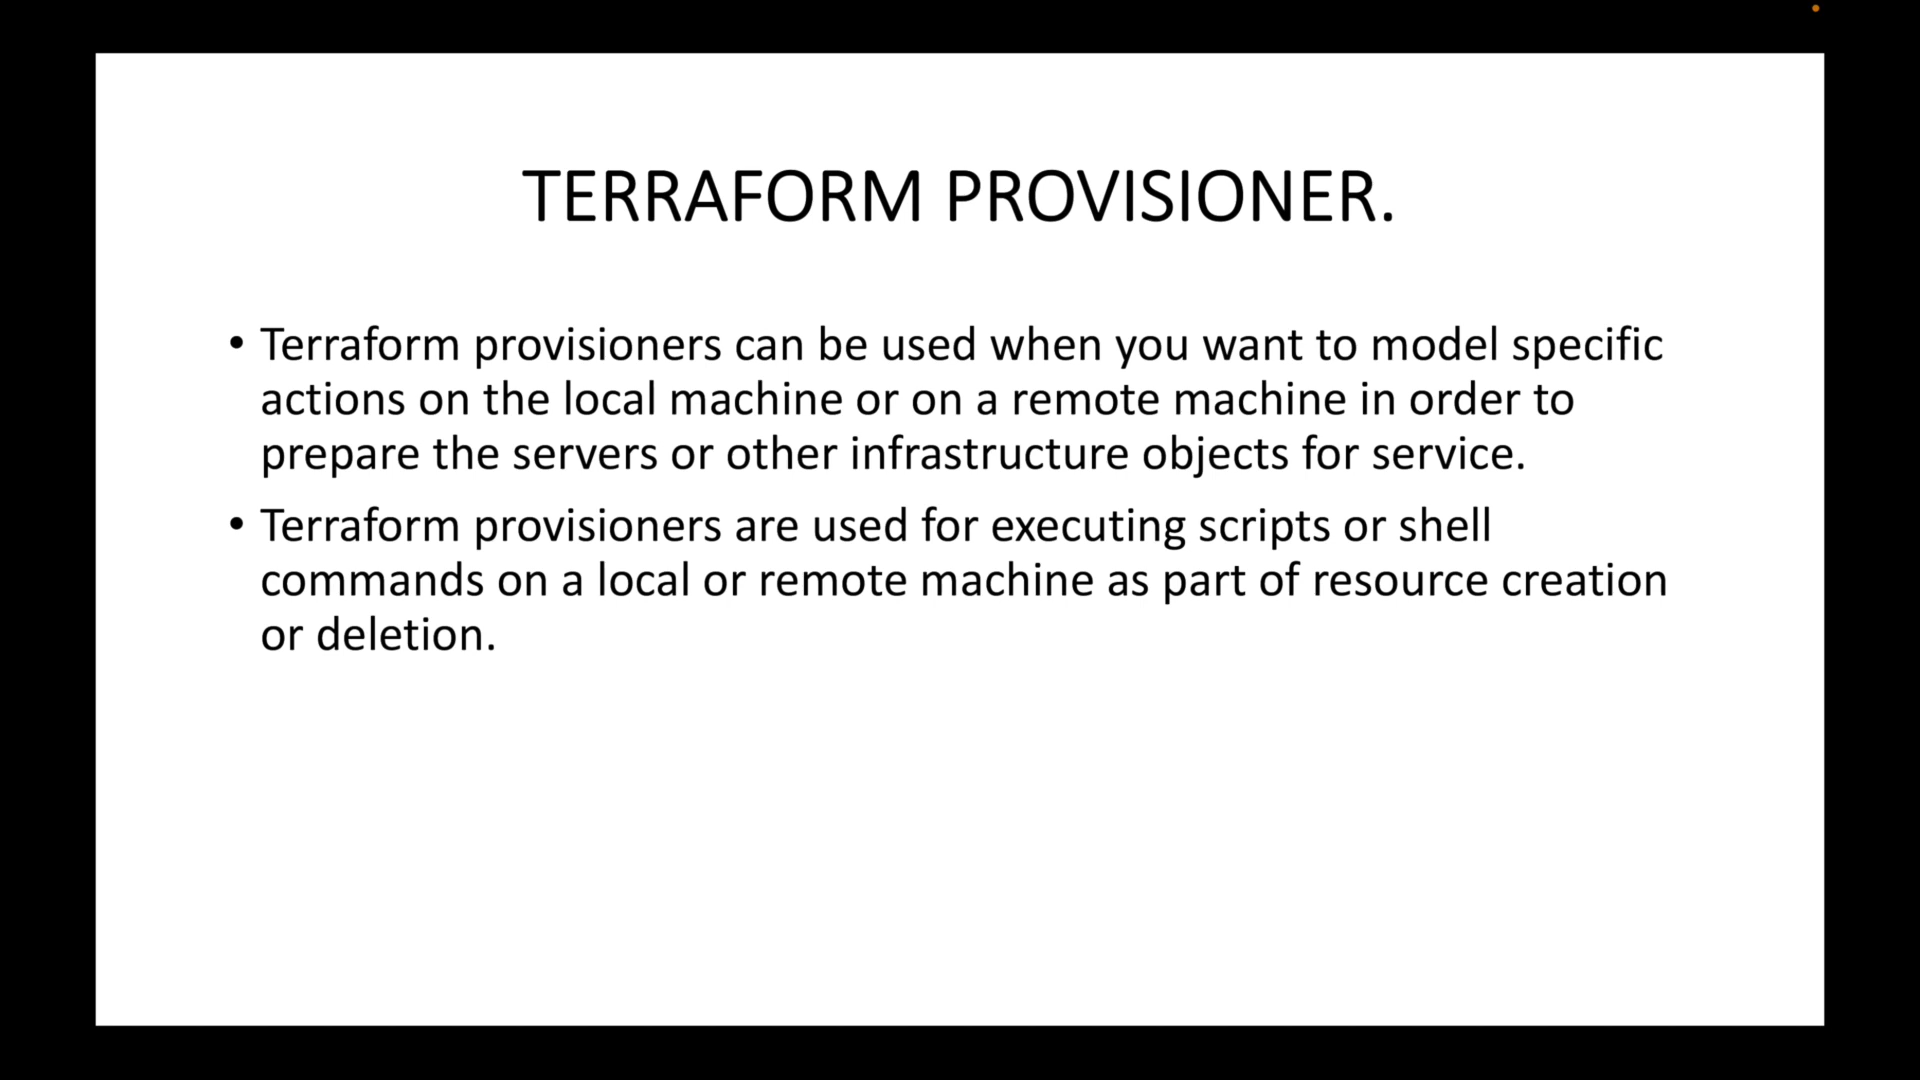 TERRAFORM PROVISIONER.
• Terraform provisioners can be used when you want to model specific
actions on the local machine or on a remote machine in order to
prepare the servers or other infrastructure objects for service.
• Terraform provisioners are used for executing scripts or shell
commands on a local or remote machine as part of resource creation
or deletion.